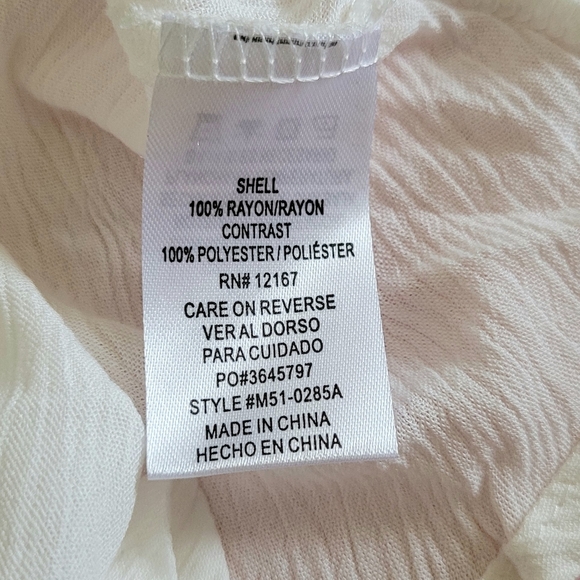 SHELL
100% RAYON/RAYON
CONTRAST
100% POLYESTER / POLIÉSTER
RN# 12167
CARE ON REVERSE
VER AL DORSO
PARA CUIDADO
PO#3645797
STYLE #M51-0285A
MADE IN CHINA
HECHO EN CHINA